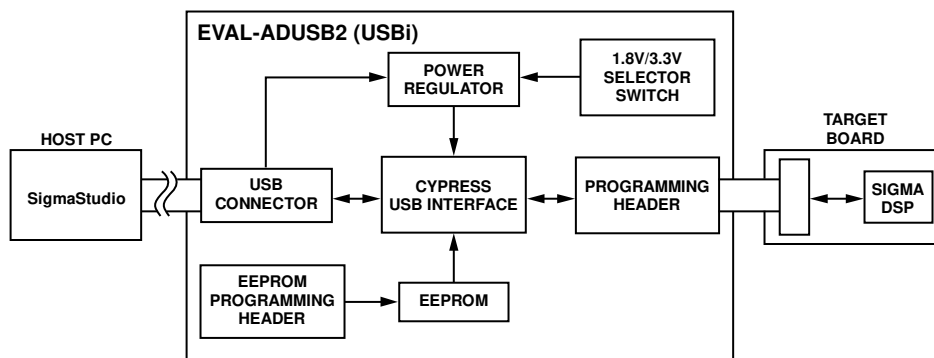 EVAL-ADUSB2 (USBi)
POWER
REGULATOR
1.8V/3.3V
SELECTOR
SWITCH
HOST PC
SigmaStudio
USB
CONNECTOR
CYPRESS
USB INTERFACE
PROGRAMMING
HEADER
TARGET
BOARD
SIGMA
DSP
EEPROM
PROGRAMMING
HEADER
EEPROM